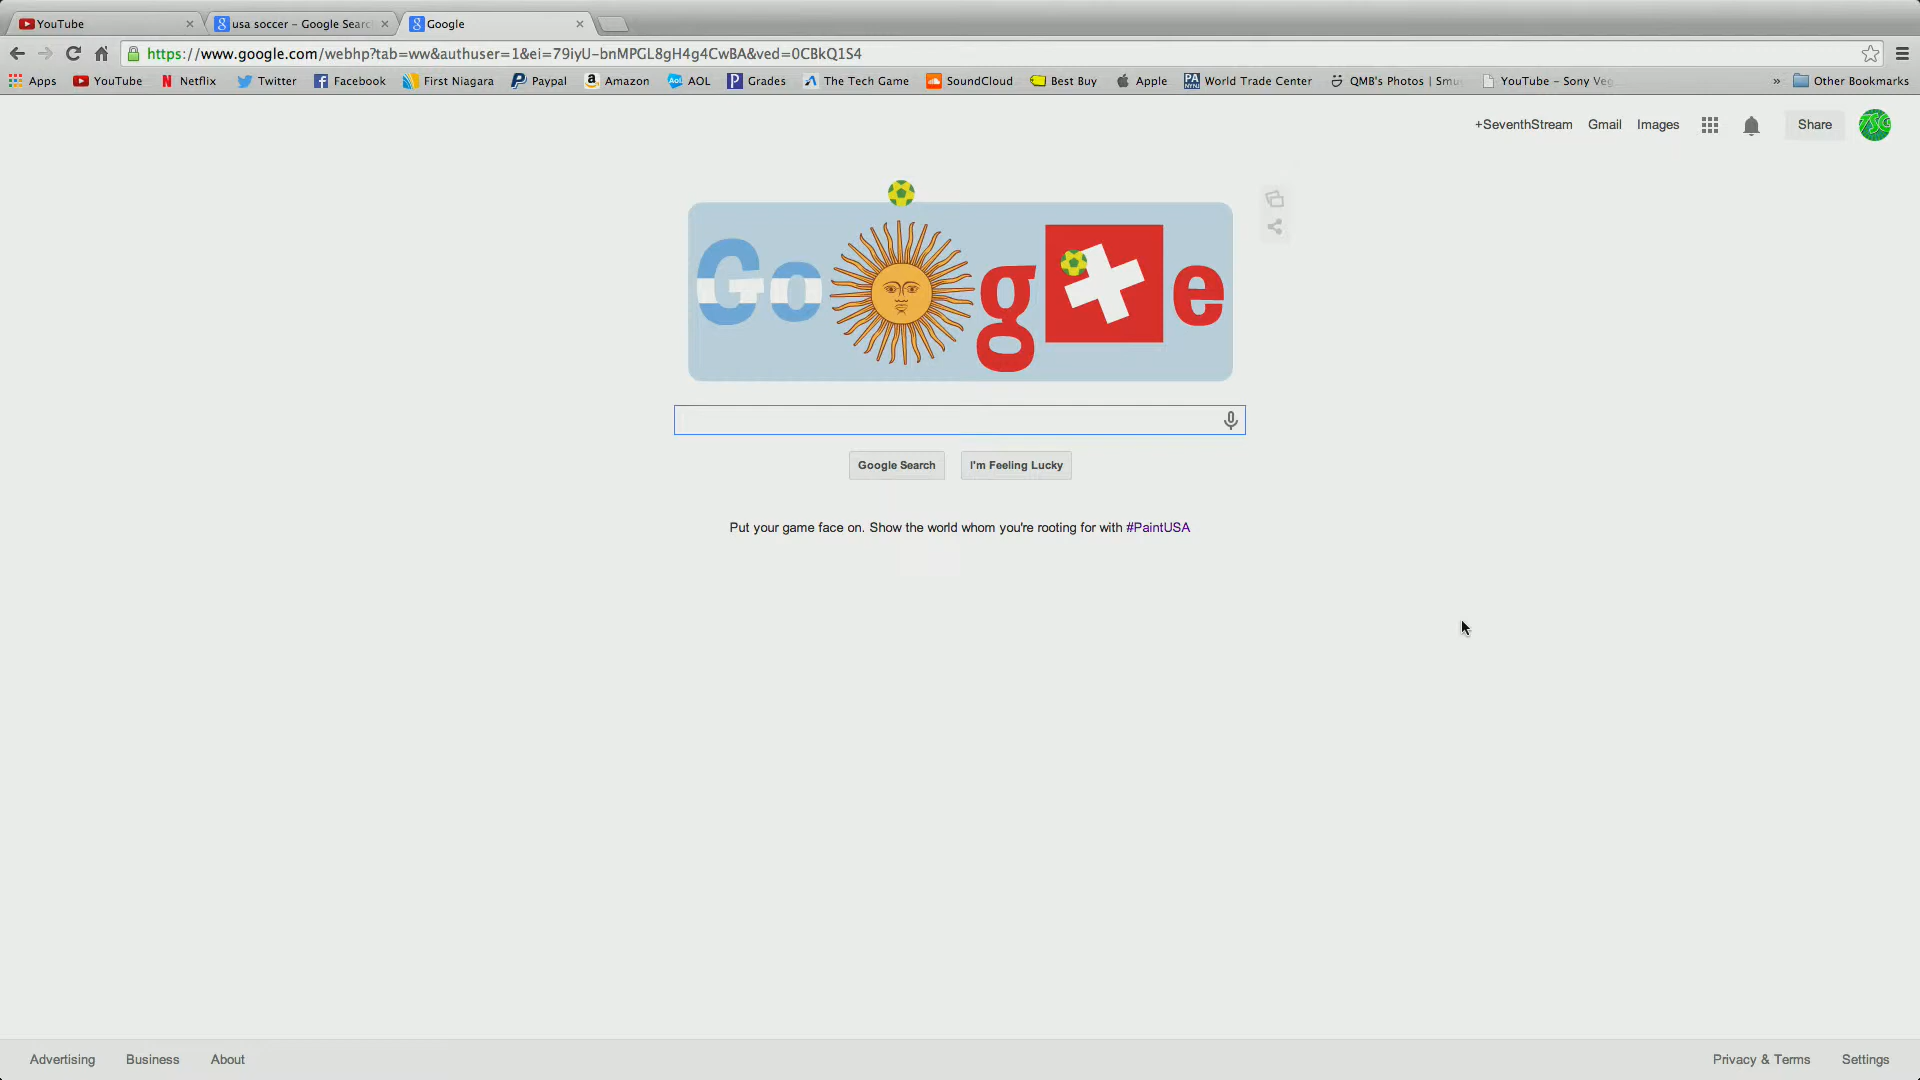 YouTube
usa soccer – Google Searc
Google
https://www.google.com/webhp?tab=ww&authuser=1&ei=79iyU-bnMPGL8gH4g4CwBA&ved=0CBkQ1S4
Apps YouTube Netflix Twitter Facebook First Niagara Paypal Amazon AOL Grades The Tech Game SoundCloud Best Buy Apple World Trade Center QMB's Photos | Smu YouTube – Sony Veg » Other Bookmarks
+SeventhStream Gmail Images Share
Google
Google Search I'm Feeling Lucky
Put your game face on. Show the world whom you're rooting for with #PaintUSA
Advertising Business About Privacy & Terms Settings